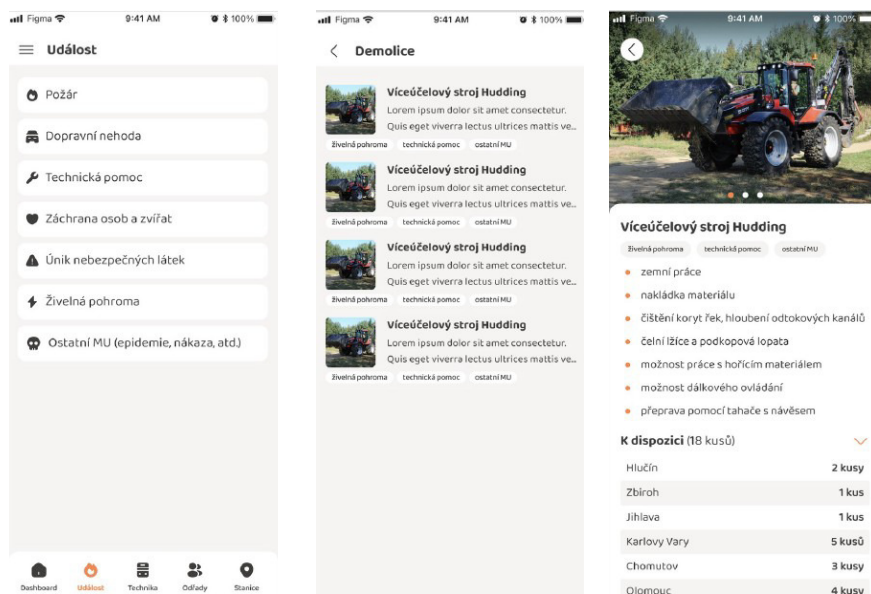 Figma 9:41 AM 100%
Událost
Požár
Dopravní nehoda
Technická pomoc
Záchrana osob a zvířat
Únik nebezpečných látek
Živelná pohroma
Ostatní MU (epidemie, nákaza, atd.)
Dashboard Událost Technika Odřady Stanice
Figma 9:41 AM 100%
Demolice
Víceúčelový stroj Hudding
Lorem ipsum dolor sit amet consectetur.
Quis eget viverra lectus ultrices mattis ve...
živelná pohroma technická pomoc ostatní MU
Víceúčelový stroj Hudding
Lorem ipsum dolor sit amet consectetur.
Quis eget viverra lectus ultrices mattis ve...
živelná pohroma technická pomoc ostatní MU
Víceúčelový stroj Hudding
Lorem ipsum dolor sit amet consectetur.
Quis eget viverra lectus ultrices mattis ve...
živelná pohroma technická pomoc ostatní MU
Víceúčelový stroj Hudding
Lorem ipsum dolor sit amet consectetur.
Quis eget viverra lectus ultrices mattis ve...
živelná pohroma technická pomoc ostatní MU
Figma 9:41 AM 100%
Víceúčelový stroj Hudding
živelná pohroma technická pomoc ostatní MU
zemní práce
nakládka materiálu
čištění koryt řek, hloubení odtokových kanálů
čelní lžíce a podkopová lopata
možnost práce s hořícím materiálem
možnost dálkového ovládání
přeprava pomocí tahače s návěsem
K dispozici (18 kusů)
Hlučín 2 kusy
Zbiroh 1 kus
Jihlava 1 kus
Karlovy Vary 5 kusů
Chomutov 3 kusy
Olomouc 4 kusy